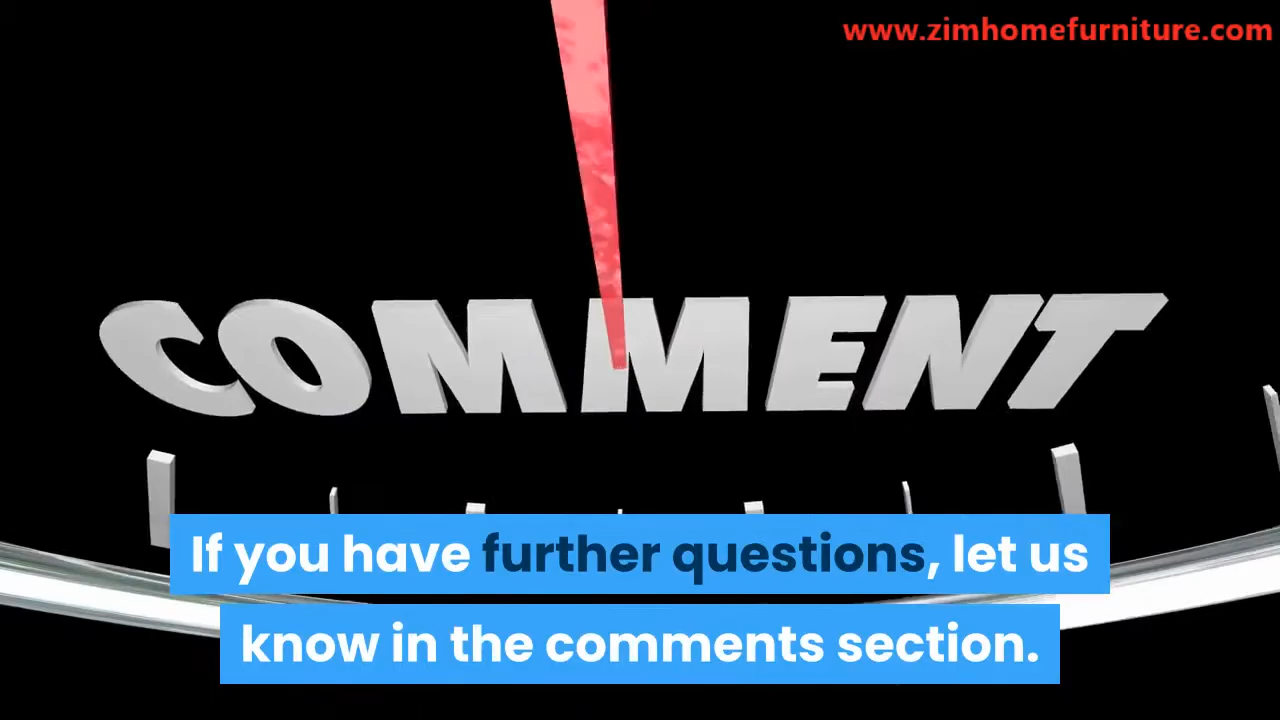 www.zimhomefurniture.com
COMMENT
If you have further questions, let us
know in the comments section.